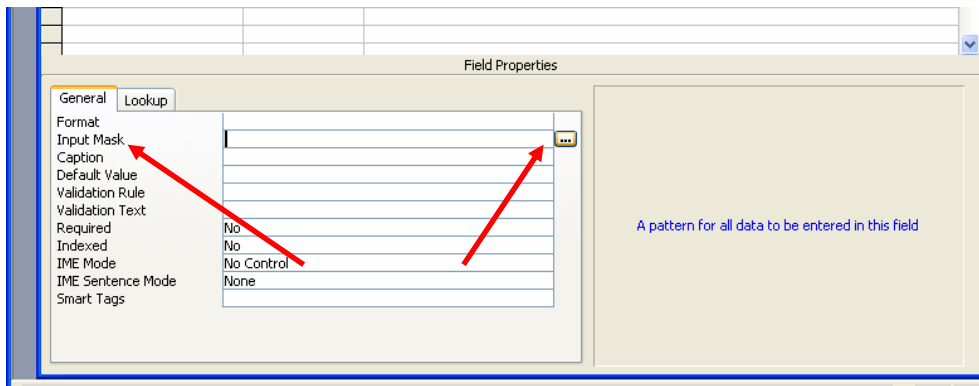 Field Properties
General Lookup
Format
Input Mask ...
Caption
Default Value
Validation Rule
Validation Text
Required No
Indexed No
IME Mode No Control
IME Sentence Mode None
Smart Tags
A pattern for all data to be entered in this field